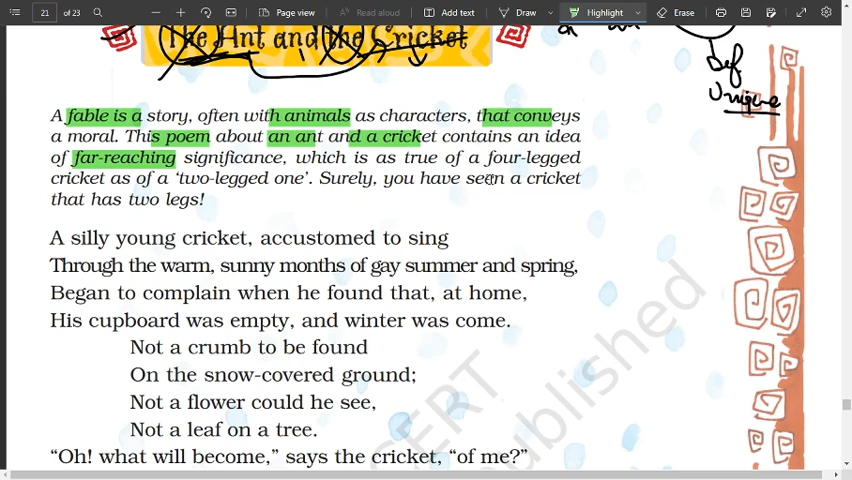 21 of 23
Page view
Read aloud
Add text
Draw
Highlight
Erase
The Ant and the Cricket
Def
Unique
A fable is a story, often with animals as characters, that conveys
a moral. This poem about an ant and a cricket contains an idea
of far-reaching significance, which is as true of a four-legged
cricket as of a ‘two-legged one’. Surely, you have seen a cricket
that has two legs!
A silly young cricket, accustomed to sing
Through the warm, sunny months of gay summer and spring,
Began to complain when he found that, at home,
His cupboard was empty, and winter was come.
Not a crumb to be found
On the snow-covered ground;
Not a flower could he see,
Not a leaf on a tree.
“Oh! what will become,” says the cricket, “of me?”